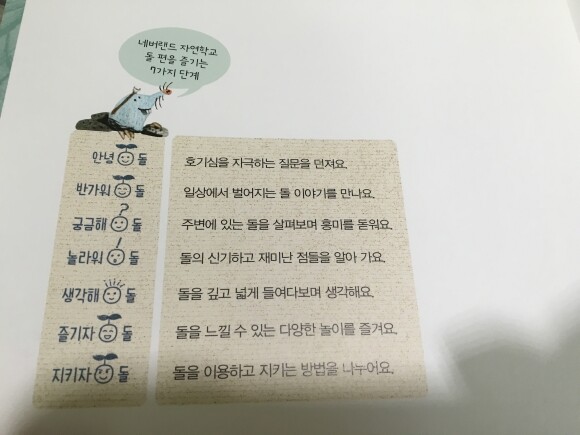 네버랜드 자연학교
돌 편을 즐기는
7가지 단계
안녕 돌 호기심을 자극하는 질문을 던져요.
반가워 돌 일상에서 벌어지는 돌 이야기를 만나요.
궁금해 돌 주변에 있는 돌을 살펴보며 흥미를 돋워요.
놀라워 돌 돌의 신기하고 재미난 점들을 알아 가요.
생각해 돌 돌을 깊고 넓게 들여다보며 생각해요.
즐기자 돌 돌을 느낄 수 있는 다양한 놀이를 즐겨요.
지키자 돌 돌을 이용하고 지키는 방법을 나누어요.